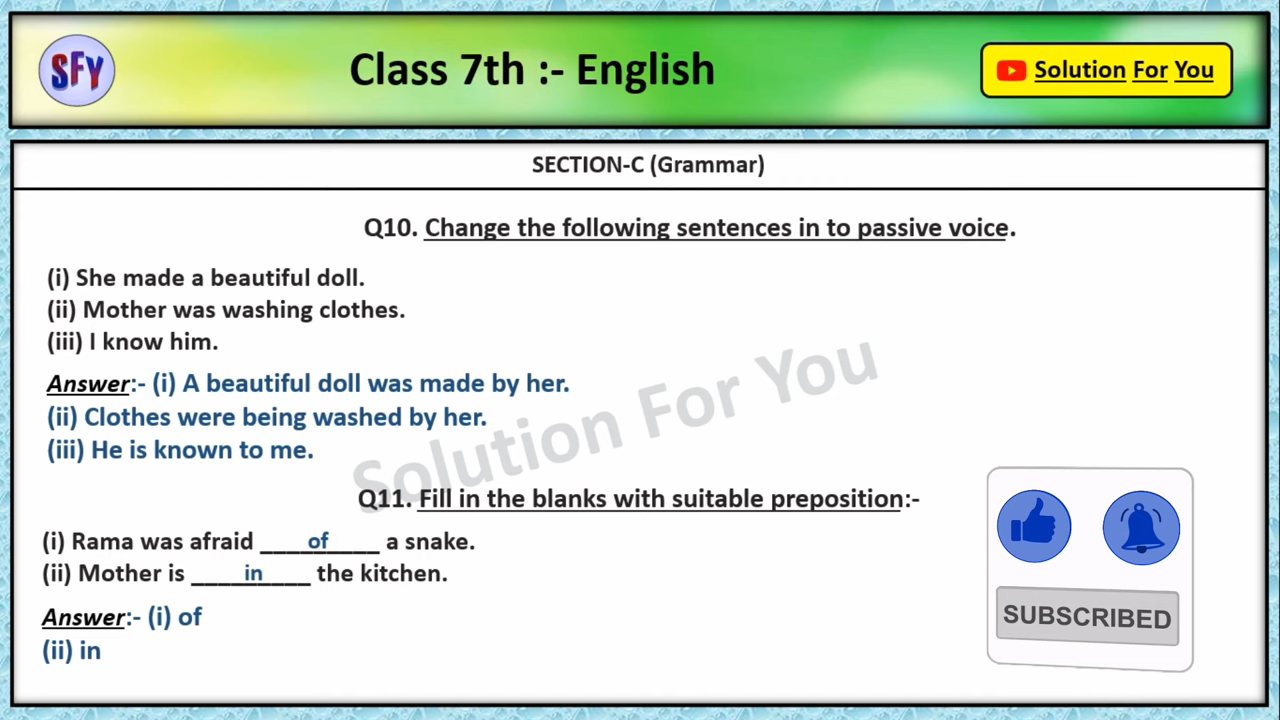 SFY
Class 7th :- English
Solution For You
SECTION-C (Grammar)
Q10. Change the following sentences in to passive voice.
(i) She made a beautiful doll.
(ii) Mother was washing clothes.
(iii) I know him.
Answer:- (i) A beautiful doll was made by her.
(ii) Clothes were being washed by her.
(iii) He is known to me.
Solution For You
Q11. Fill in the blanks with suitable preposition:-
(i) Rama was afraid ____of____ a snake.
(ii) Mother is ____in____ the kitchen.
Answer:- (i) of
(ii) in
SUBSCRIBED